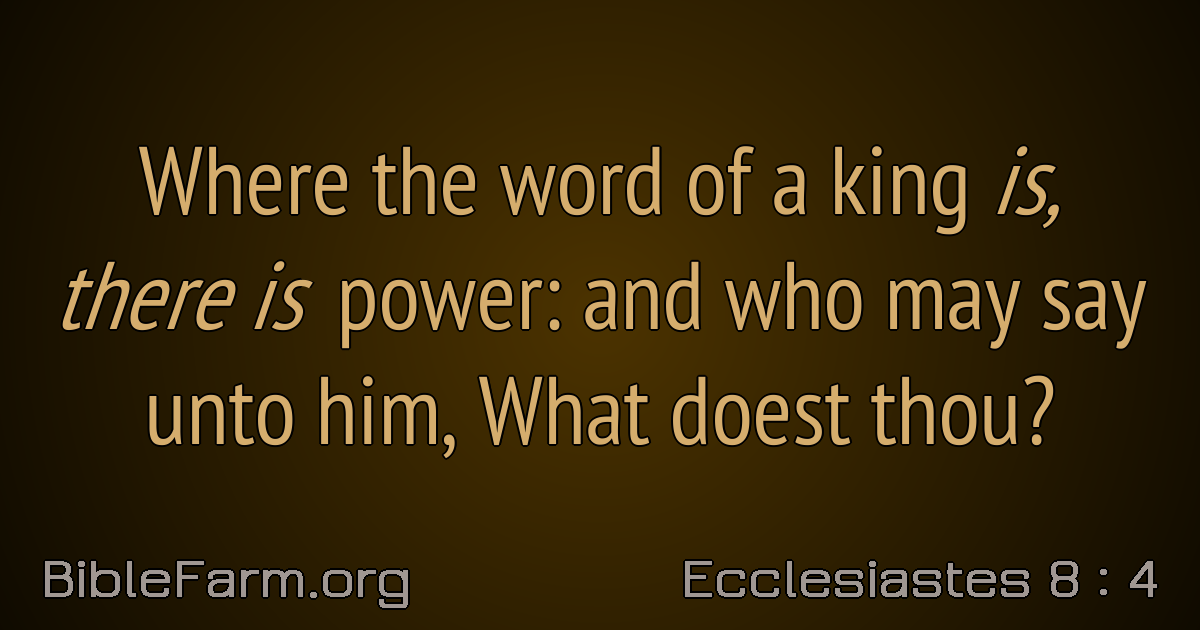 Where the word of a king is,
there is power: and who may say
unto him, What doest thou?
BibleFarm.org
Ecclesiastes 8 : 4